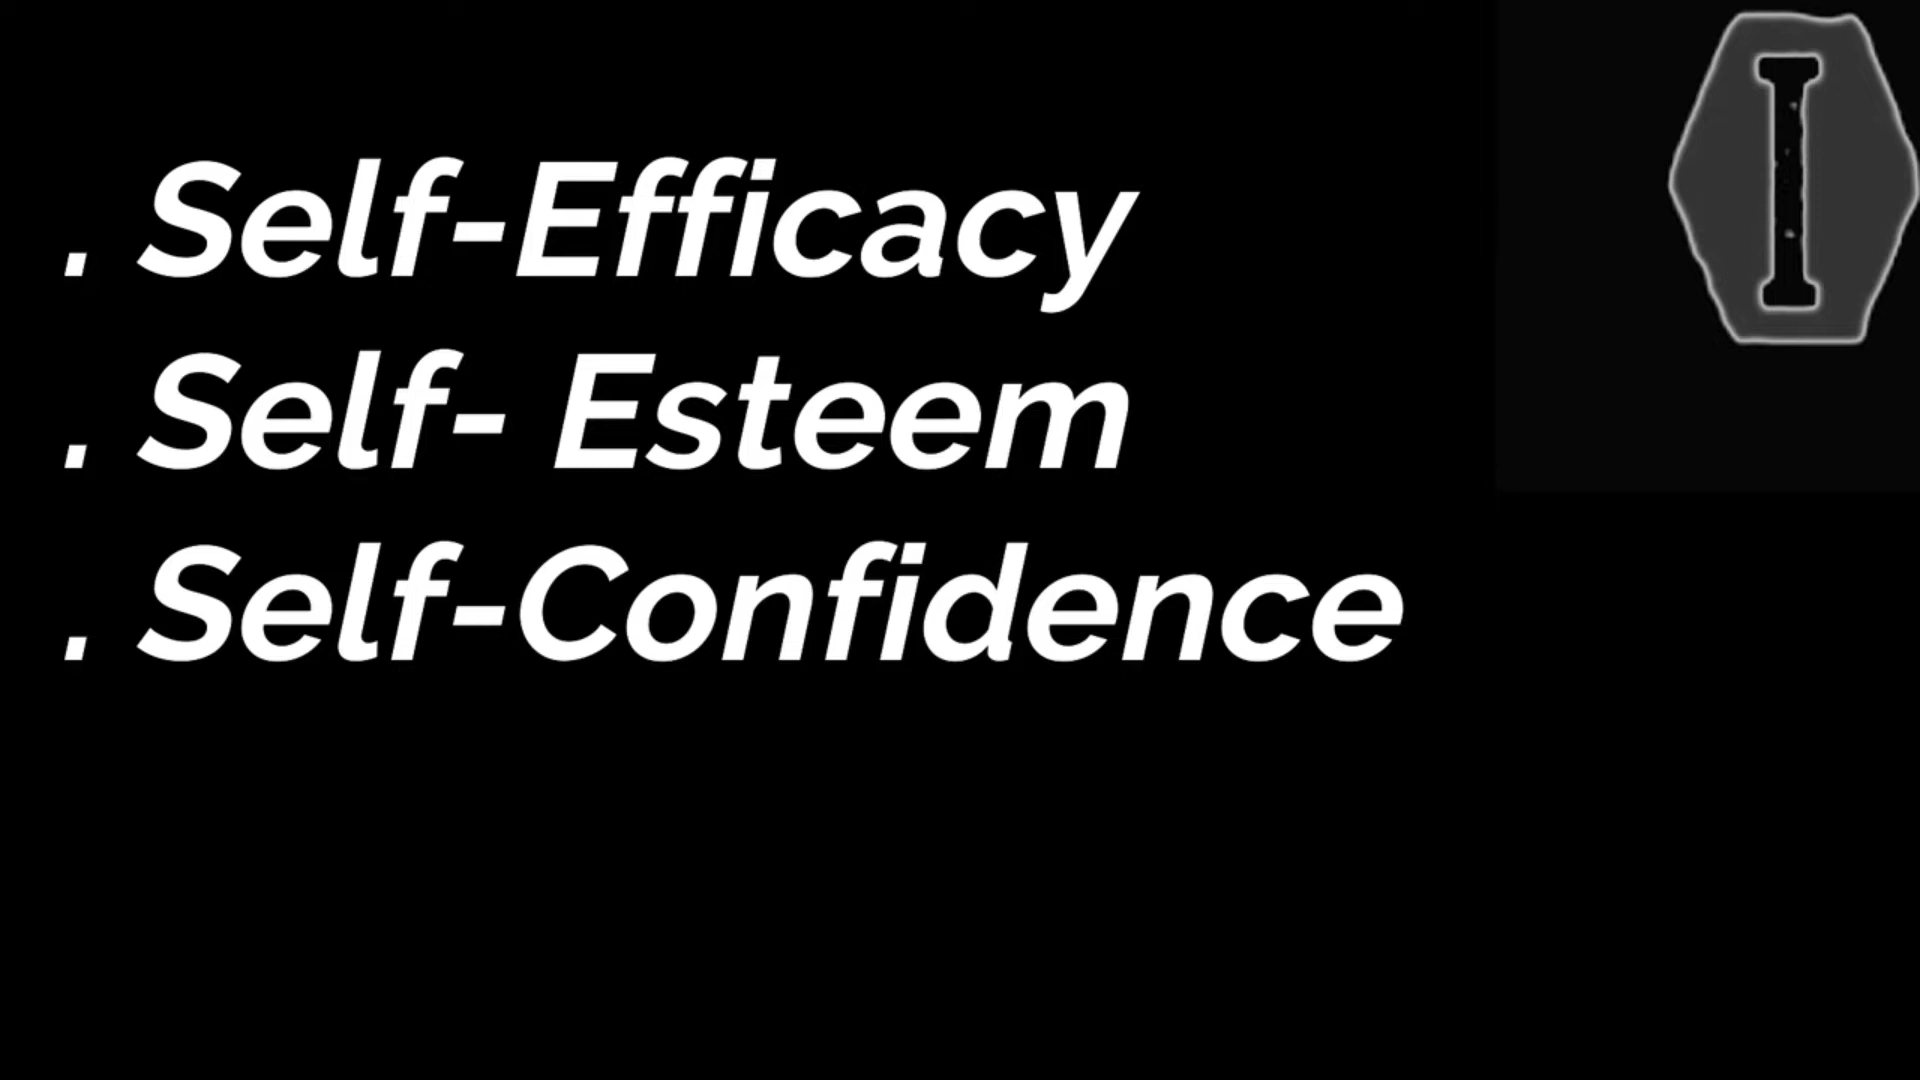 . Self-Efficacy
. Self- Esteem
. Self-Confidence
I